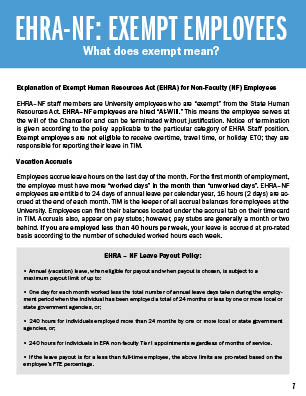 EHRA-NF: EXEMPT EMPLOYEES
What does exempt mean?
Explanation of Exempt Human Resources Act (EHRA) for Non-Faculty (NF) Employees
EHRA–NF staff members are University employees who are “exempt” from the State Human
Resources Act. EHRA–NF employees are hired “At-Will.” This means the employee serves at
the will of the Chancellor and can be terminated without justification. Notice of termination
is given according to the policy applicable to the particular category of EHRA Staff position.
Exempt employees are not eligible to receive overtime, travel time, or holiday ETO; they are
responsible for reporting their leave in TIM.
Vacation Accruals
Employees accrue leave hours on the last day of the month. For the first month of employment,
the employee must have more “worked days” in the month than “unworked days”. EHRA–NF
employees are entitled to 24 days of annual leave per calendar year, 16 hours (2 days) are ac-
crued at the end of each month. TIM is the keeper of all accrual balances for employees at the
University. Employees can find their balances located under the accrual tab on their time card
in TIM. Accruals also, appear on pay stubs; however, pay stubs are generally a month or two
behind. If you are employed less than 40 hours per week, your leave is accrued at pro-rated
basis according to the number of scheduled worked hours each week.
EHRA – NF Leave Payout Policy:
• Annual (vacation) leave, when eligible for payout and when payout is chosen, is subject to a
maximum payout limit of up to:
• One day for each month worked less the total number of annual leave days taken during the employ-
ment period when the individual has been employed a total of 24 months or less by one or more local or
state government agencies, or;
• 240 hours for individuals employed more than 24 months by one or more local or state government
agencies, or;
• 240 hours for individuals in EPA non-faculty Tier I appointments regardless of months of service.
• If the leave payout is for a less than full-time employee, the above limits are pro-rated based on the
employee's FTE percentage.
7